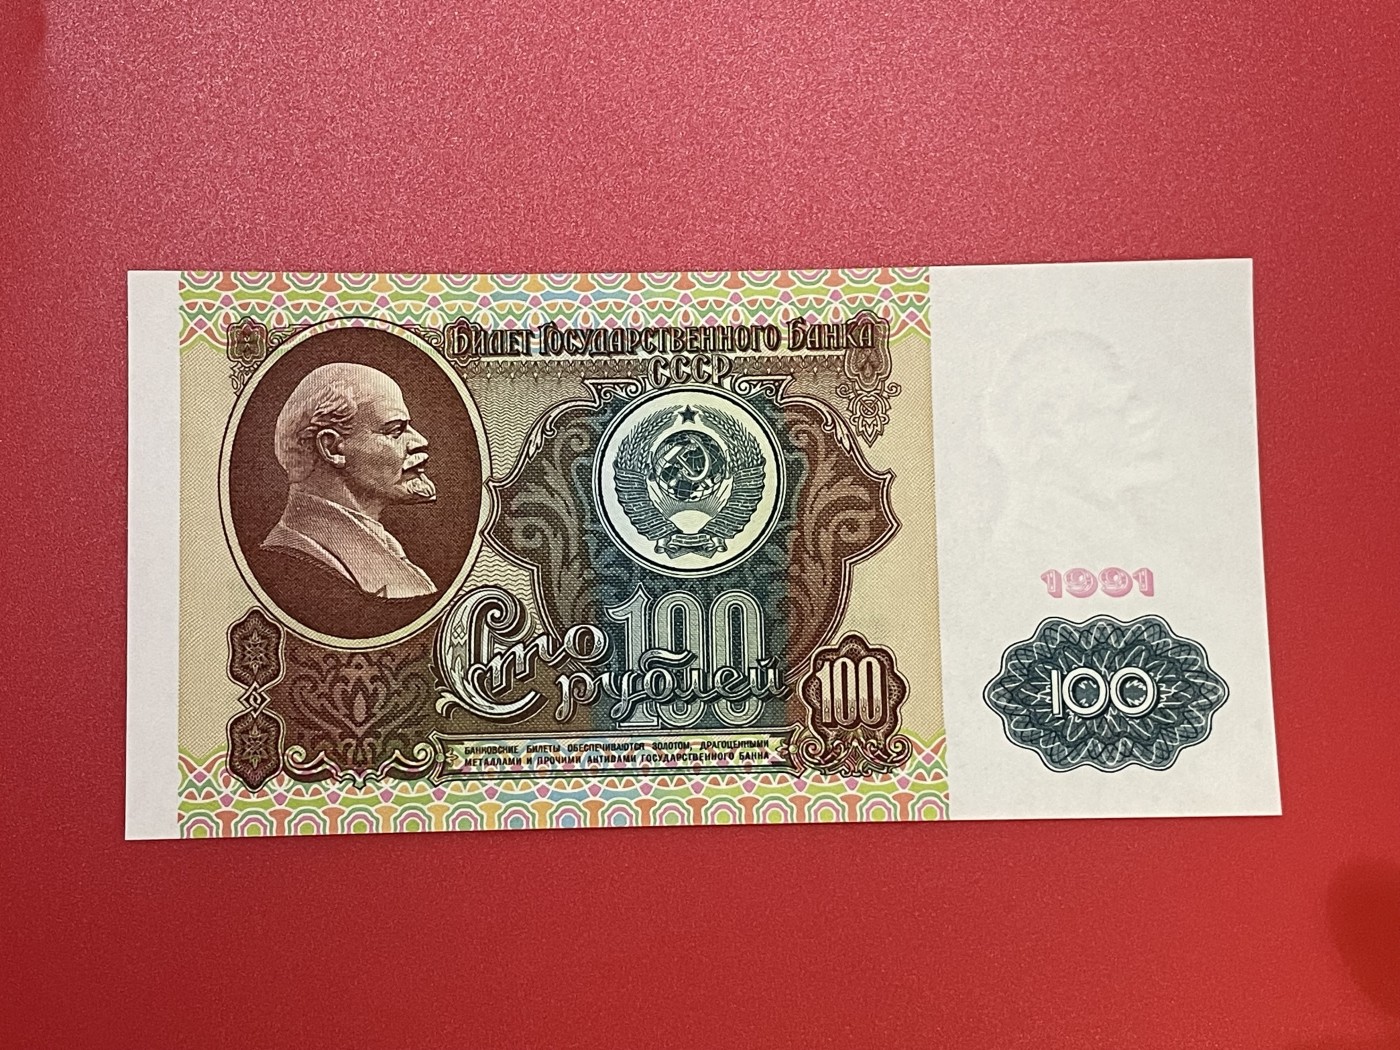 Билет Государственного Банка
СССР
1991
Сто 100
рублей
100
100
БАНКОВСКИЕ БИЛЕТЫ ОБЕСПЕЧИВАЮТСЯ ЗОЛОТОМ, ДРАГОЦЕННЫМИ
МЕТАЛЛАМИ И ПРОЧИМИ АКТИВАМИ ГОСУДАРСТВЕННОГО БАНКА